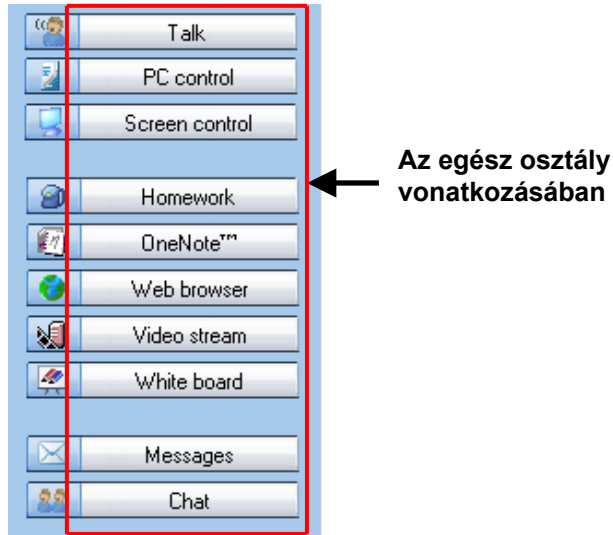 Talk
PC control
Screen control
Homework
OneNote™
Web browser
Video stream
White board
Messages
Chat
Az egész osztály
vonatkozásában